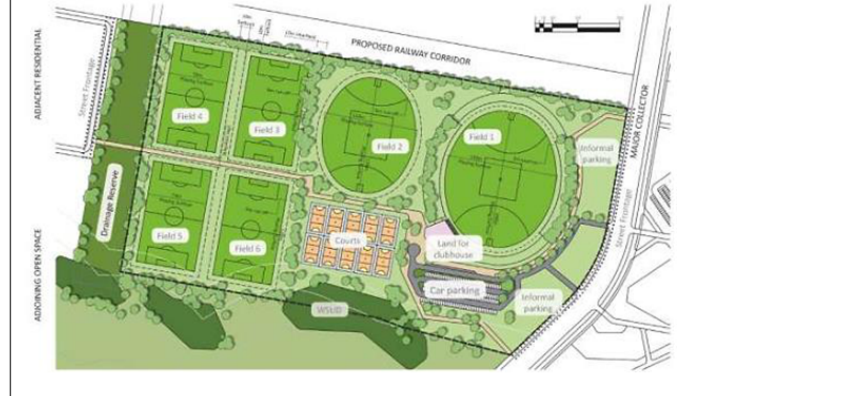 PROPOSED RAILWAY CORRIDOR
ADJACENT RESIDENTIAL
Street Frontage
MAJOR COLLECTOR
Field 4
Field 3
Field 2
Field 1
Informal
parking
Drainage Reserve
Street Frontage
Field 5
Field 6
Courts
Land for
clubhouse
ADJOINING OPEN SPACE
Car parking
Informal
parking
WSUD